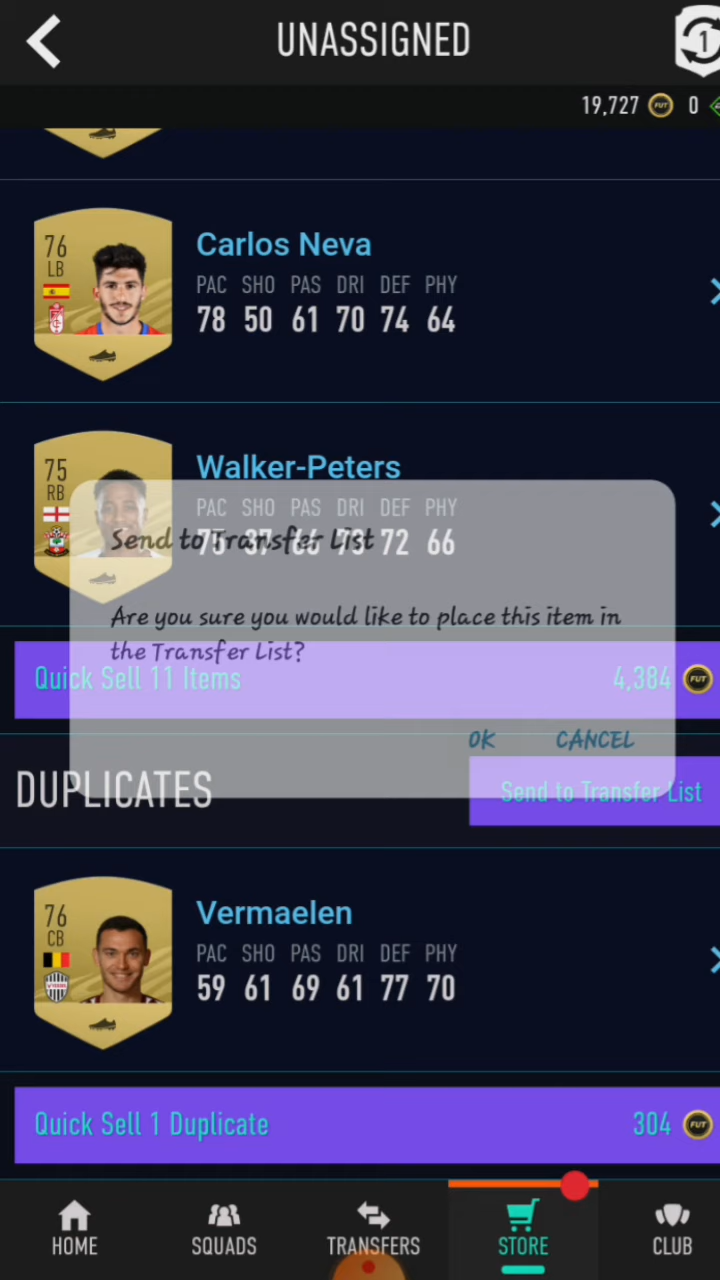 UNASSIGNED
1
19,727 FUT 0
76
LB
Carlos Neva
PAC SHO PAS DRI DEF PHY
78 50 61 70 74 64
75
RB
Walker-Peters
PAC SHO PAS DRI DEF PHY
72 66
Send to Transfer List
Are you sure you would like to place this item in
the Transfer List?
Quick Sell 11 Items 4,384 FUT
OK CANCEL
DUPLICATES
Send to Transfer List
76
CB
Vermaelen
PAC SHO PAS DRI DEF PHY
59 61 69 61 77 70
Quick Sell 1 Duplicate 304 FUT
HOME SQUADS TRANSFERS STORE CLUB